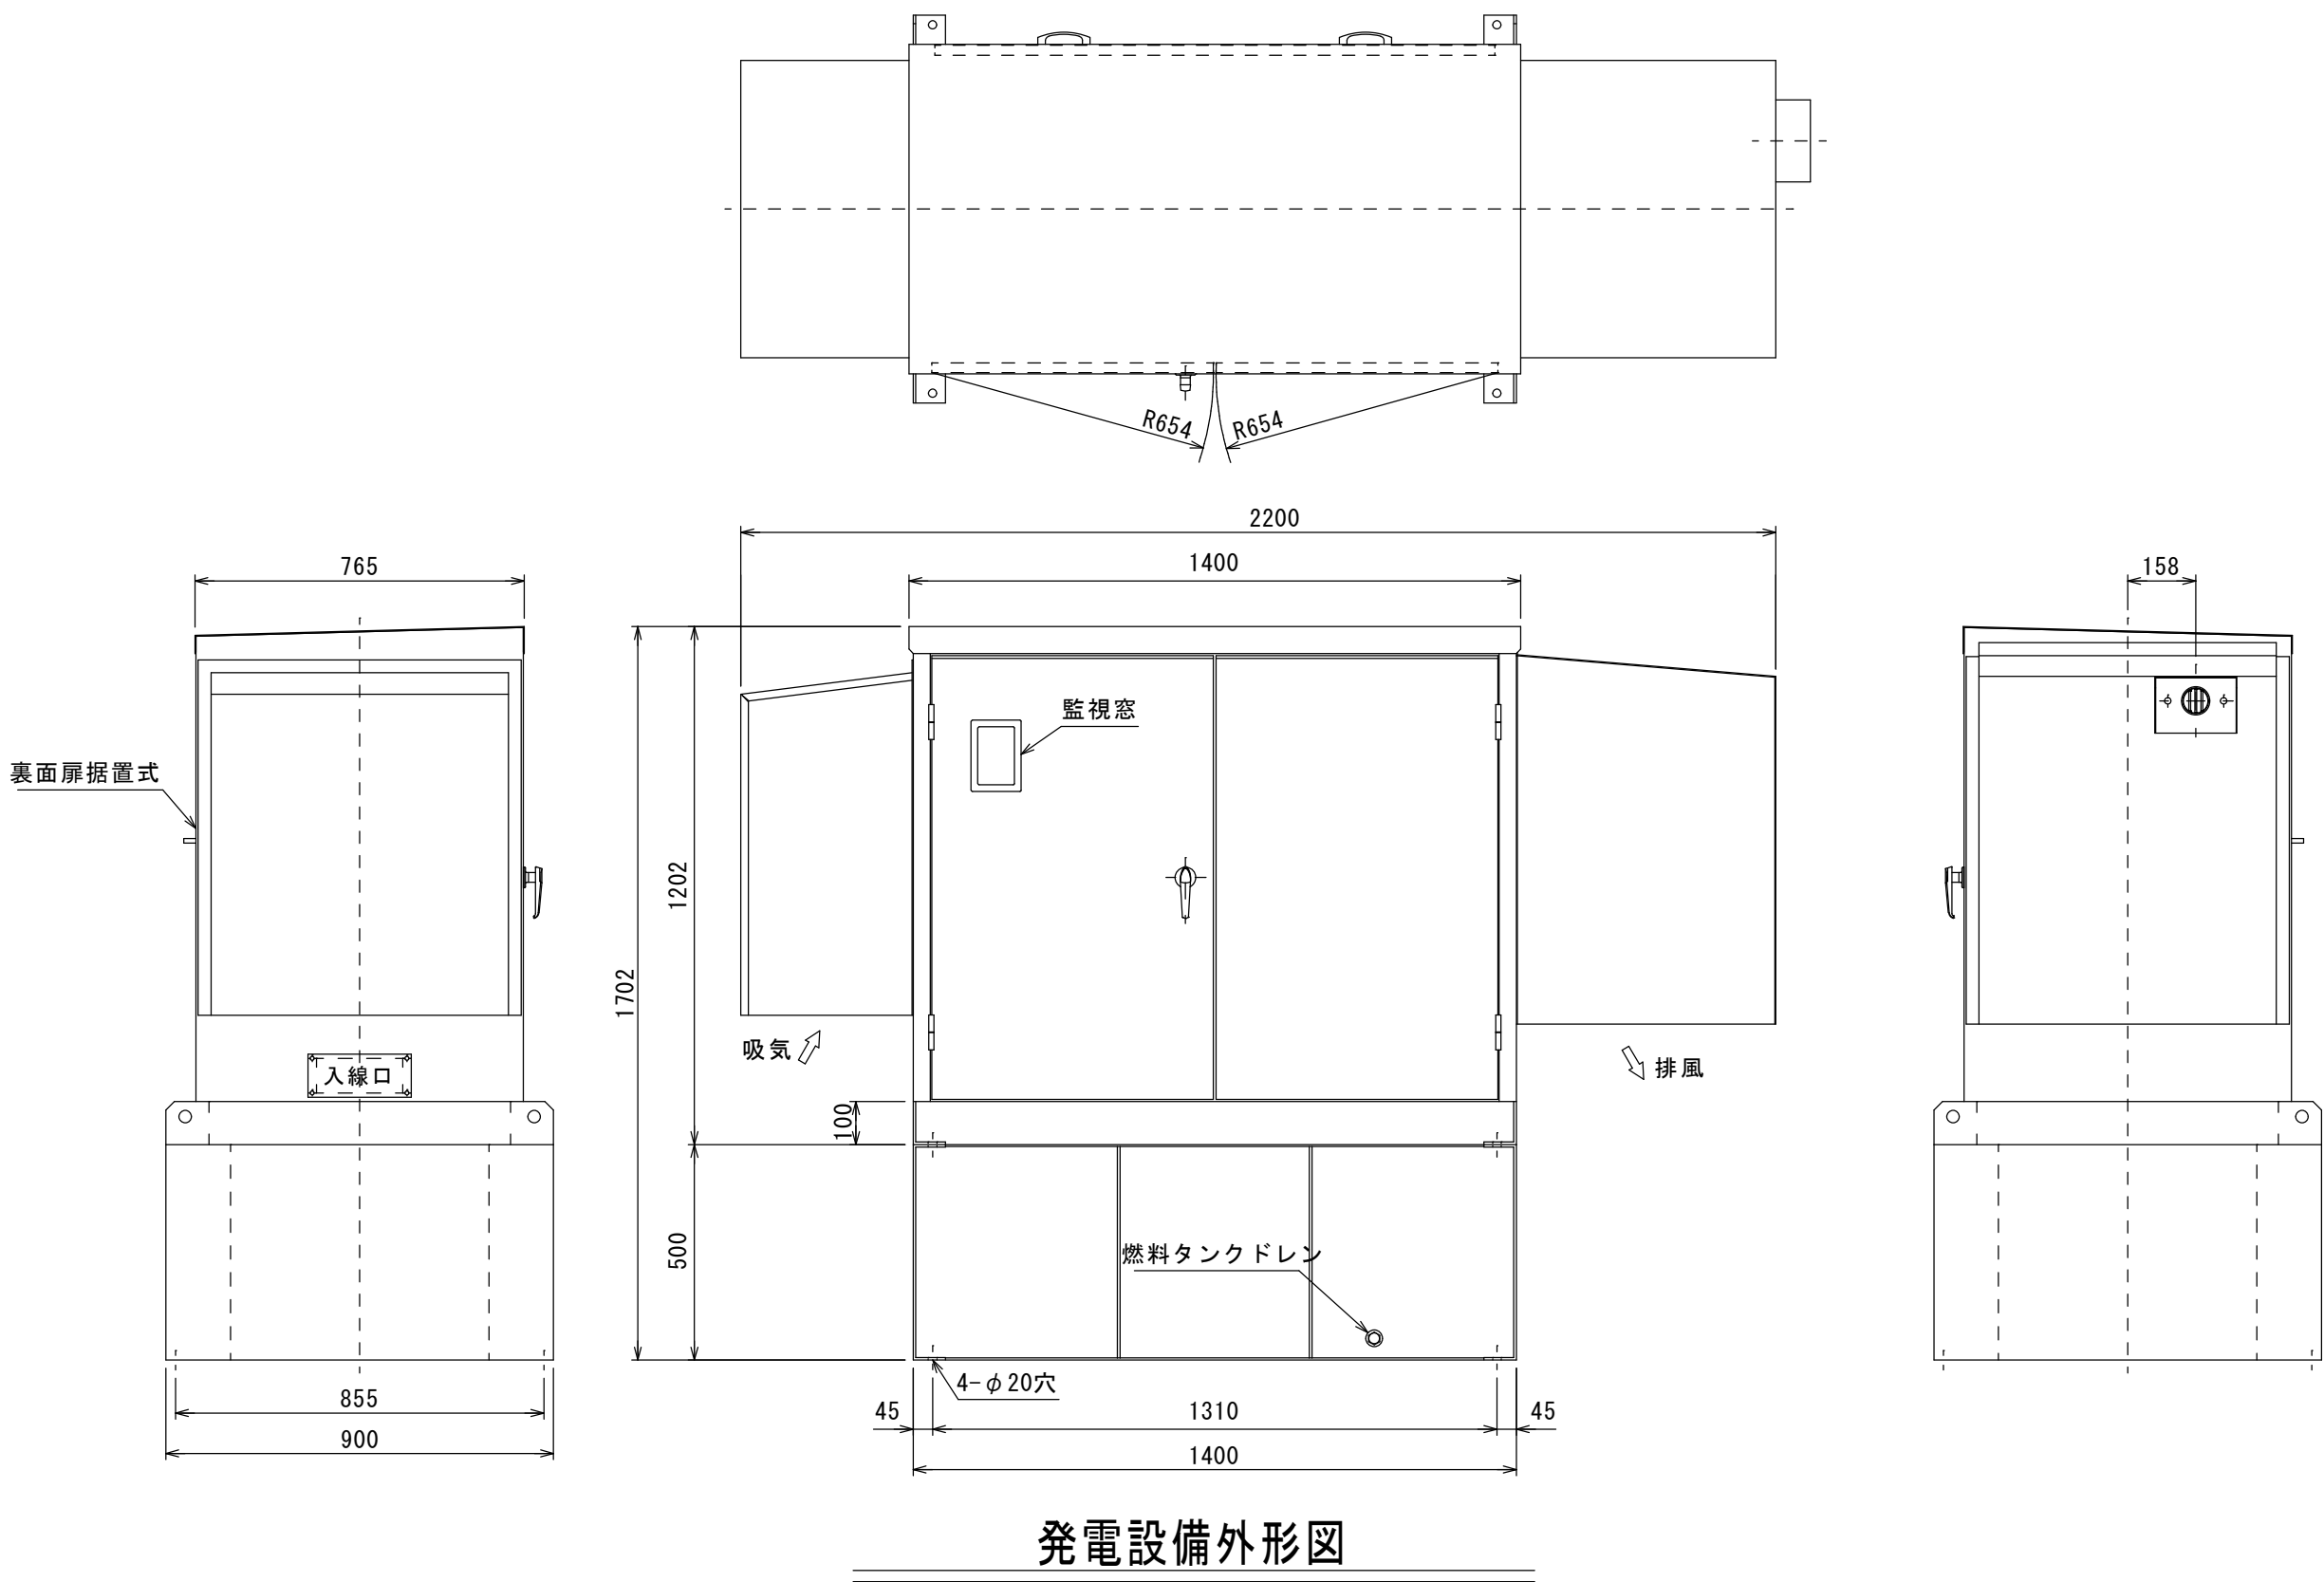 R654
R654
2200
1400
765
158
監視窓
裏面扉据置式
1202
1702
吸気
排風
入線口
100
500
燃料タンクドレン
4-φ20穴
45
1310
45
855
900
1400
発電設備外形図